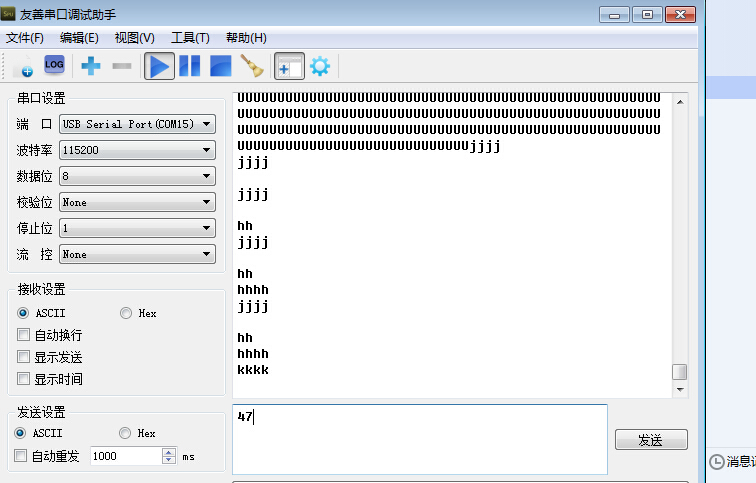 友善串口调试助手
文件(F) 编辑(E) 视图(V) 工具(T) 帮助(H)
LOG
串口设置
端 口 USB Serial Port(COM15)
波特率 115200
数据位 8
校验位 None
停止位 1
流 控 None
接收设置
ASCII Hex
自动换行
显示发送
显示时间
发送设置
ASCII Hex
自动重发 1000 ms
UUUUUUUUUUUUUUUUUUUUUUUUUUUUUUUUUUUUUUUUUUUUUUUUUUUUU
UUUUUUUUUUUUUUUUUUUUUUUUUUUUUUUUUUUUUUUUUUUUUUUUUUUUU
UUUUUUUUUUUUUUUUUUUUUUUUUUUUUUUUUUUUUUUUUUUUUUUUUUUUU
UUUUUUUUUUUUUUUUUUUUUUUUUUUUUjjjj
jjjj
jjjj
hh
jjjj
hh
hhhh
jjjj
hh
hhhh
kkkk
47
发送
消息